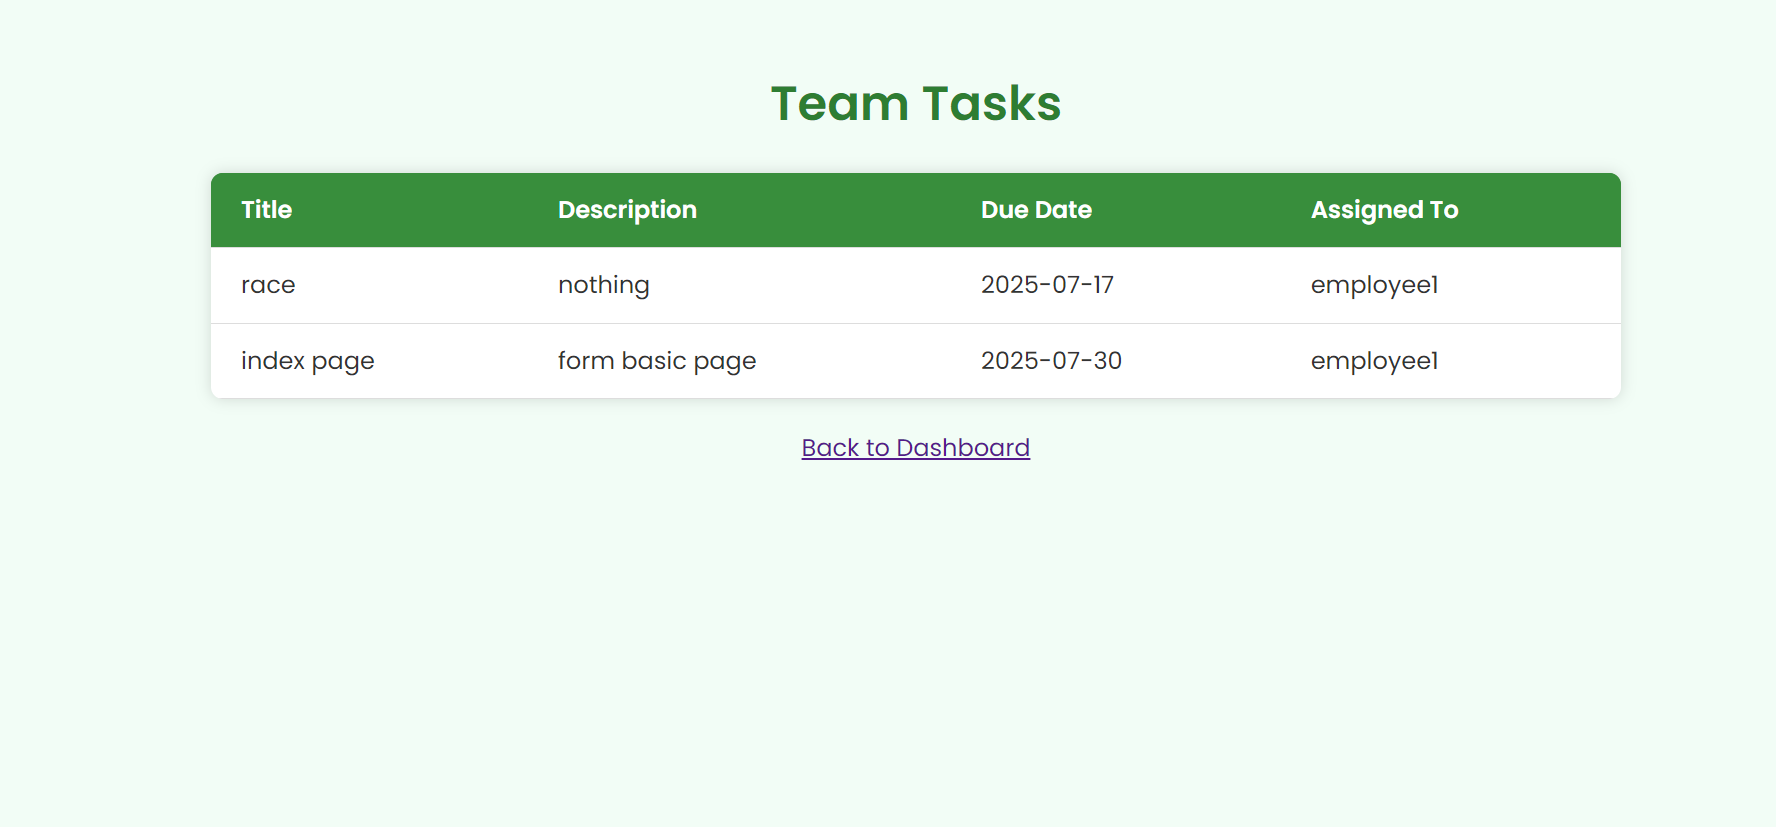 Team Tasks
Title Description Due Date Assigned To
race nothing 2025-07-17 employee1
index page form basic page 2025-07-30 employee1
Back to Dashboard